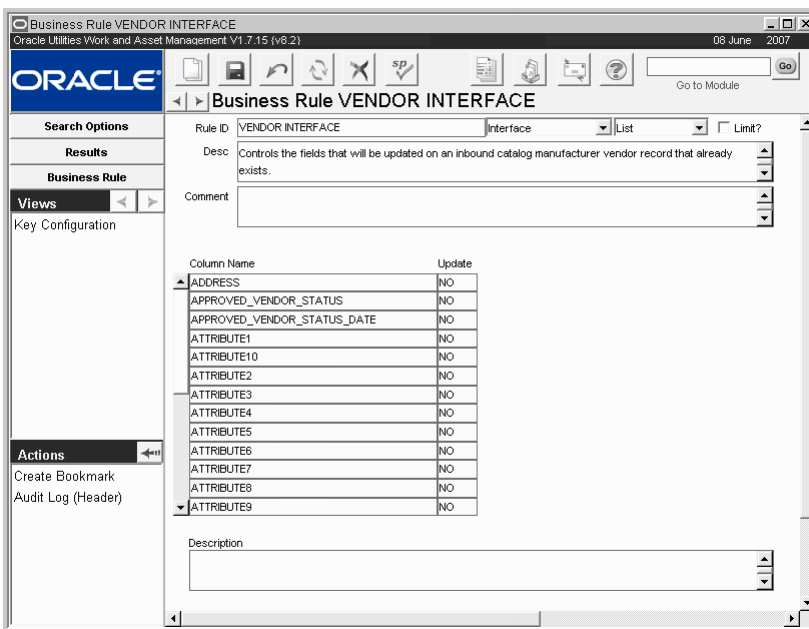 Business Rule VENDOR INTERFACE
Oracle Utilities Work and Asset Management V1.7.15 {v8.2}
08 June 2007
ORACLE
sp
Go
Go to Module
Business Rule VENDOR INTERFACE
Search Options
Results
Business Rule
Views
Key Configuration
Actions
Create Bookmark
Audit Log (Header)
Rule ID VENDOR INTERFACE Interface List Limit?
Desc Controls the fields that will be updated on an inbound catalog manufacturer vendor record that already
exists.
Comment
Column Name Update
ADDRESS NO
APPROVED_VENDOR_STATUS NO
APPROVED_VENDOR_STATUS_DATE NO
ATTRIBUTE1 NO
ATTRIBUTE10 NO
ATTRIBUTE2 NO
ATTRIBUTE3 NO
ATTRIBUTE4 NO
ATTRIBUTE5 NO
ATTRIBUTE6 NO
ATTRIBUTE7 NO
ATTRIBUTE8 NO
ATTRIBUTE9 NO
Description